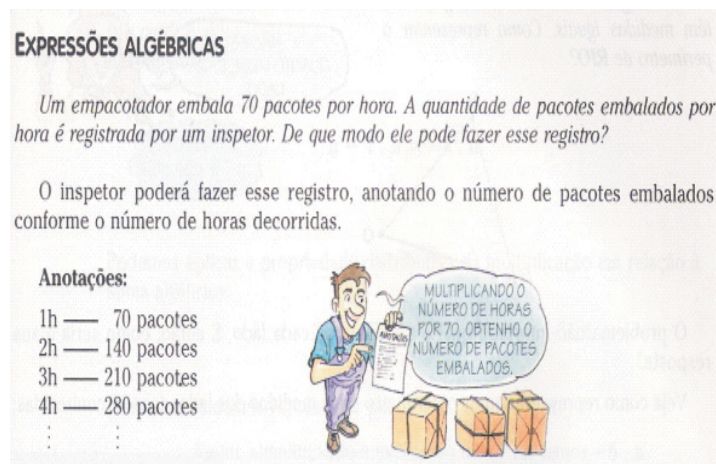 EXPRESSÕES ALGÉBRICAS
Um empacotador embala 70 pacotes por hora. A quantidade de pacotes embalados por
hora é registrada por um inspetor. De que modo ele pode fazer esse registro?
O inspetor poderá fazer esse registro, anotando o número de pacotes embalados
conforme o número de horas decorridas.
Anotações:
1h —— 70 pacotes
2h —— 140 pacotes
3h —— 210 pacotes
4h —— 280 pacotes
⋮ ⋮
ANOTAÇÕES
MULTIPLICANDO O
NÚMERO DE HORAS
POR 70, OBTENHO O
NÚMERO DE PACOTES
EMBALADOS.